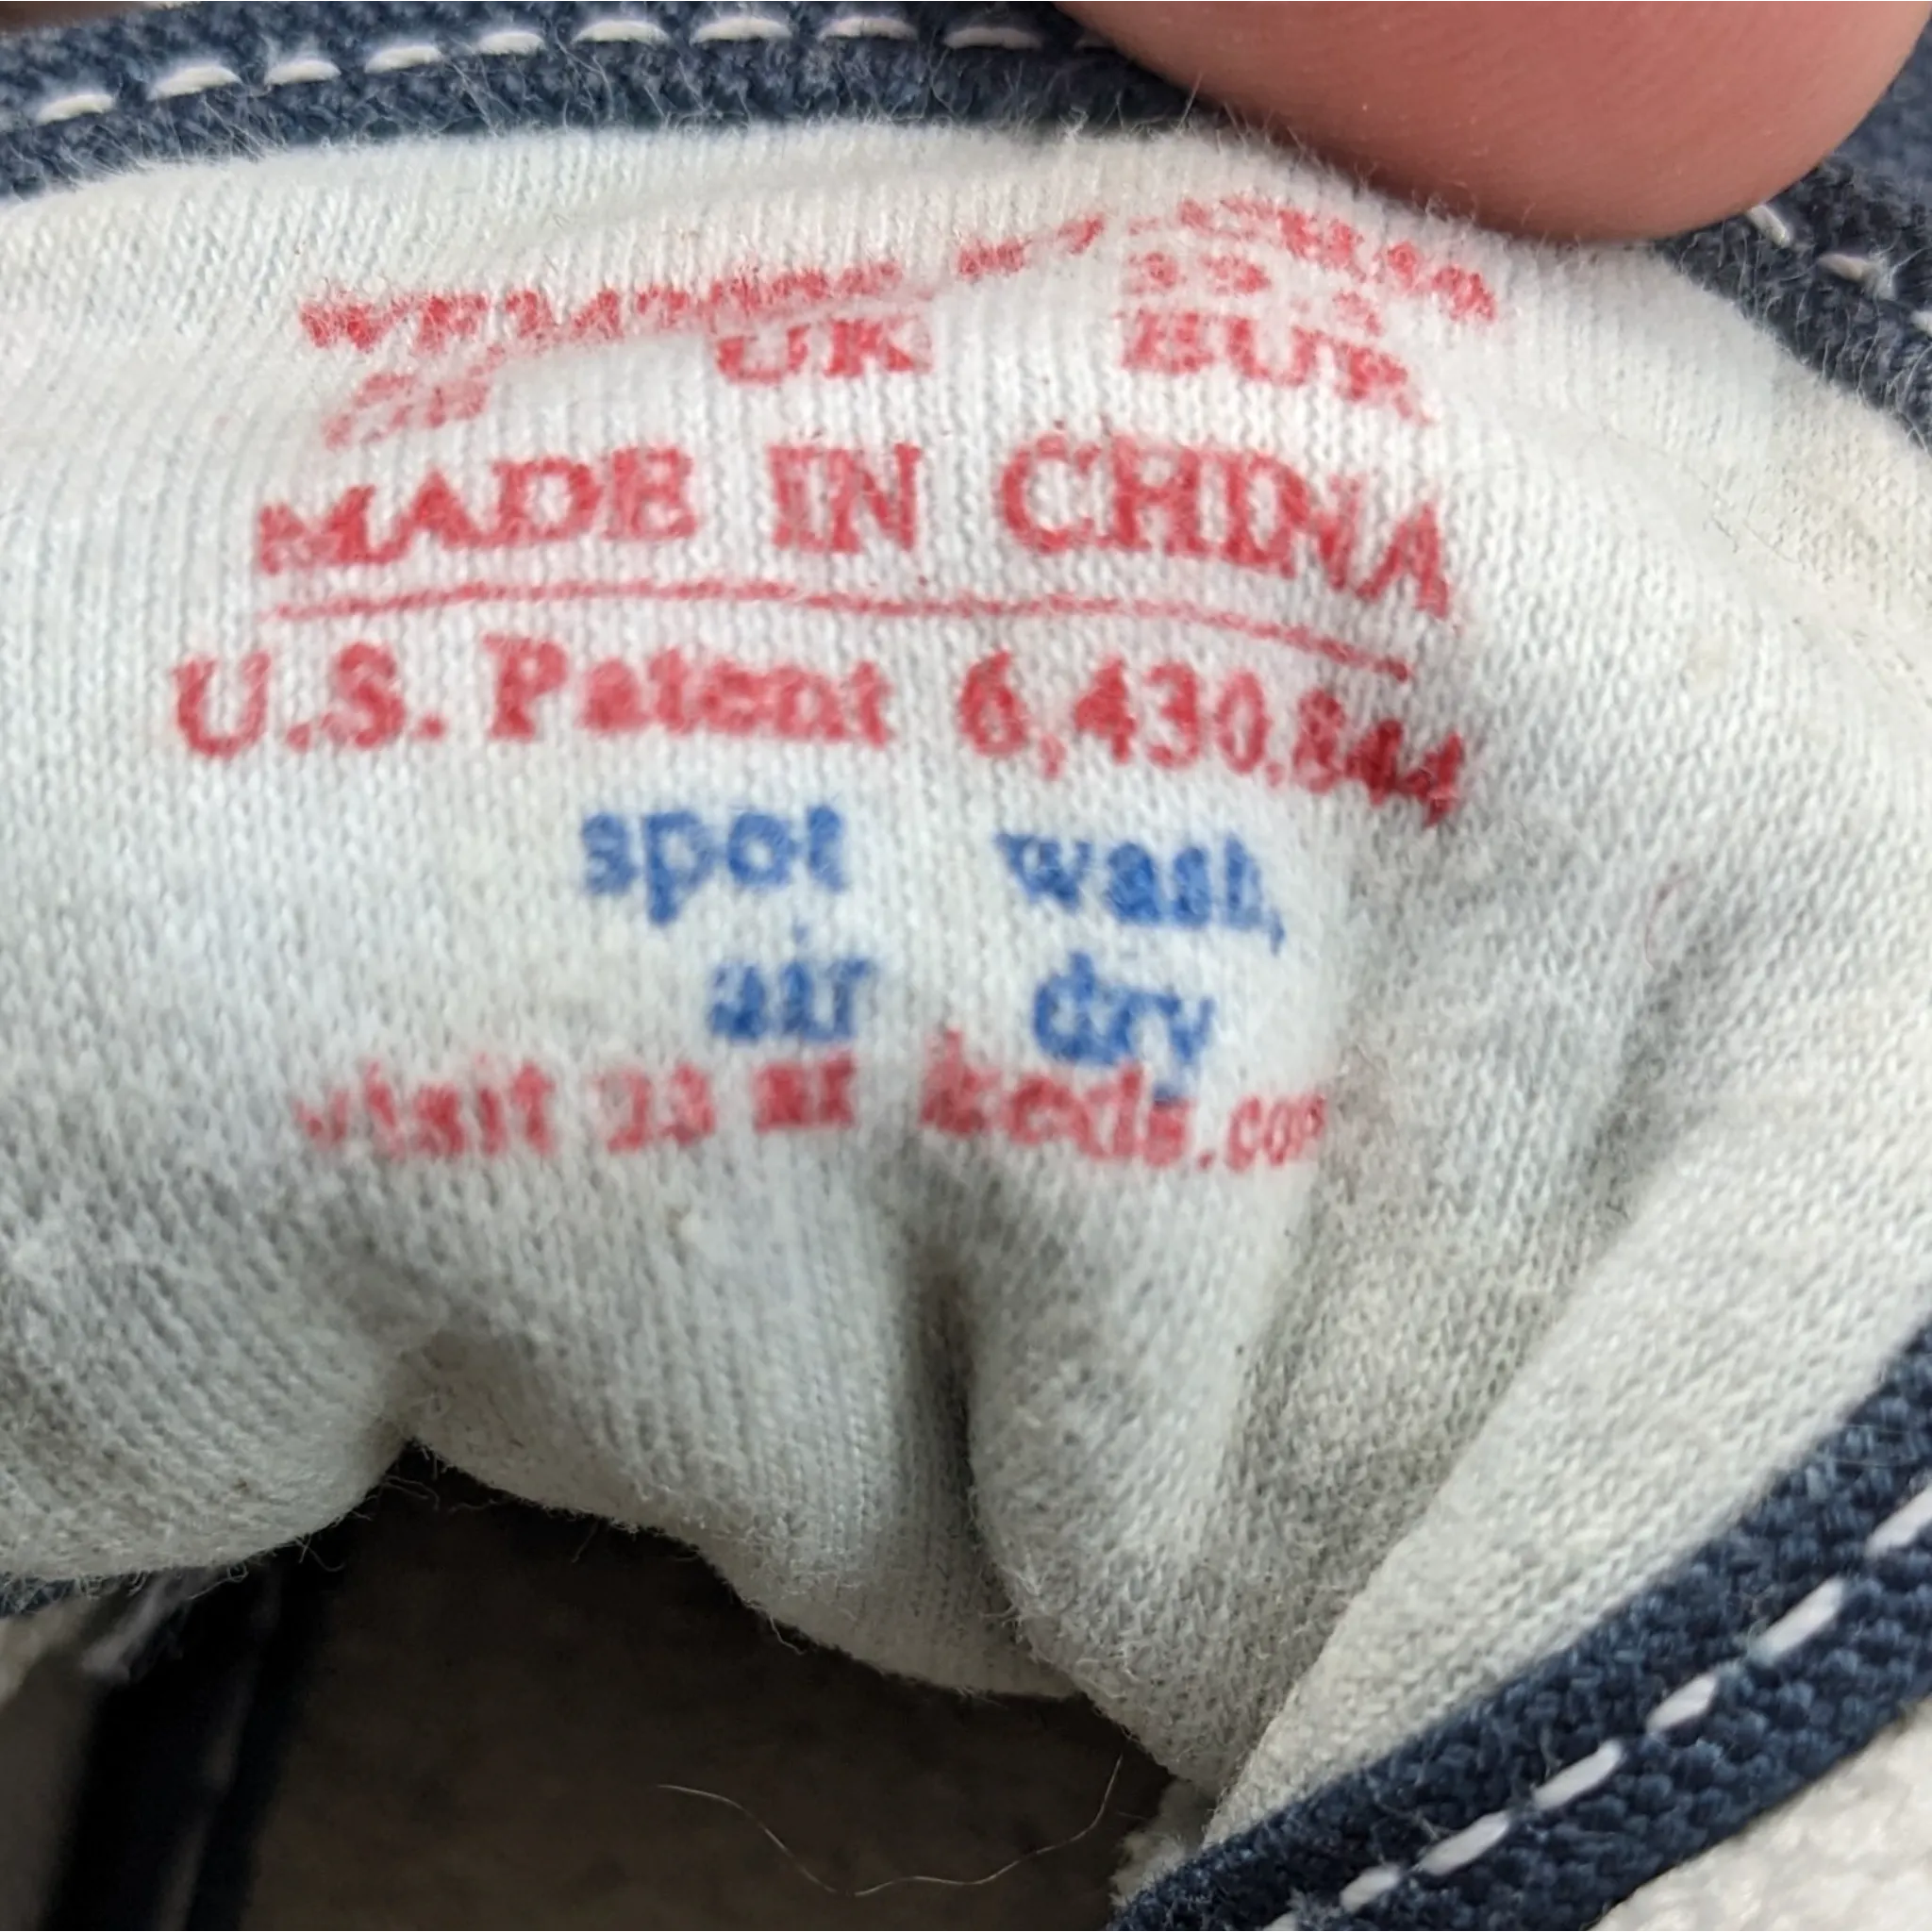 UK EUR
MADE IN CHINA
U.S. Patent 6,430,844
spot wash,
air dry
visit us at keds.com